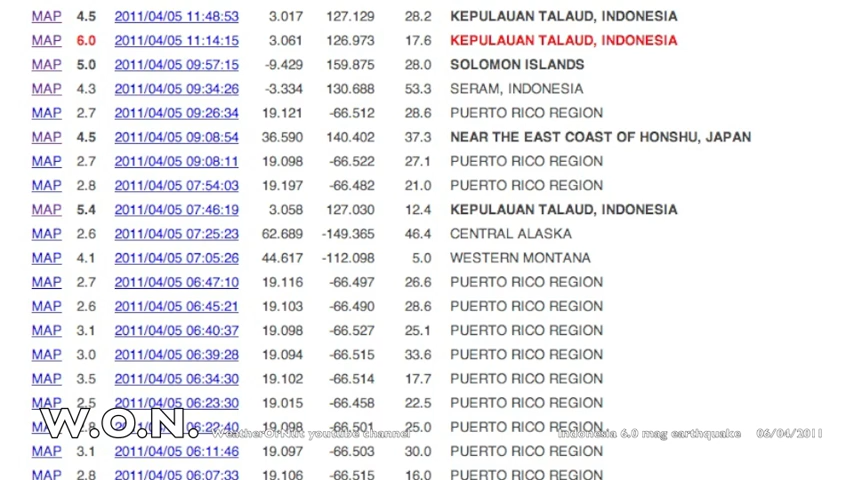 MAP 4.5 2011/04/05 11:48:53 3.017 127.129 28.2 KEPULAUAN TALAUD, INDONESIA
MAP 6.0 2011/04/05 11:14:15 3.061 126.973 17.6 KEPULAUAN TALAUD, INDONESIA
MAP 5.0 2011/04/05 09:57:15 -9.429 159.875 28.0 SOLOMON ISLANDS
MAP 4.3 2011/04/05 09:34:26 -3.334 130.688 53.3 SERAM, INDONESIA
MAP 2.7 2011/04/05 09:26:34 19.121 -66.512 28.6 PUERTO RICO REGION
MAP 4.5 2011/04/05 09:08:54 36.590 140.402 37.3 NEAR THE EAST COAST OF HONSHU, JAPAN
MAP 2.7 2011/04/05 09:08:11 19.098 -66.522 27.1 PUERTO RICO REGION
MAP 2.8 2011/04/05 07:54:03 19.197 -66.482 21.0 PUERTO RICO REGION
MAP 5.4 2011/04/05 07:46:19 3.058 127.030 12.4 KEPULAUAN TALAUD, INDONESIA
MAP 2.6 2011/04/05 07:25:23 62.689 -149.365 46.4 CENTRAL ALASKA
MAP 4.1 2011/04/05 07:05:26 44.617 -112.098 5.0 WESTERN MONTANA
MAP 2.7 2011/04/05 06:47:10 19.116 -66.497 26.6 PUERTO RICO REGION
MAP 2.6 2011/04/05 06:45:21 19.103 -66.490 28.6 PUERTO RICO REGION
MAP 3.1 2011/04/05 06:40:37 19.098 -66.527 25.1 PUERTO RICO REGION
MAP 3.0 2011/04/05 06:39:28 19.094 -66.515 33.6 PUERTO RICO REGION
MAP 3.5 2011/04/05 06:34:30 19.102 -66.514 17.7 PUERTO RICO REGION
MAP 2.5 2011/04/05 06:23:30 19.015 -66.458 22.5 PUERTO RICO REGION
2011/04/05 06:22:40 19.098 -66.501 25.0 PUERTO RICO REGION
W.O.N. WeatherOrNut youtube channel Indonesia 6.0 mag earthquake 06/04/2011
MAP 3.1 2011/04/05 06:11:46 19.097 -66.503 30.0 PUERTO RICO REGION
MAP 2.8 2011/04/05 06:07:33 19.106 -66.515 16.0 PUERTO RICO REGION